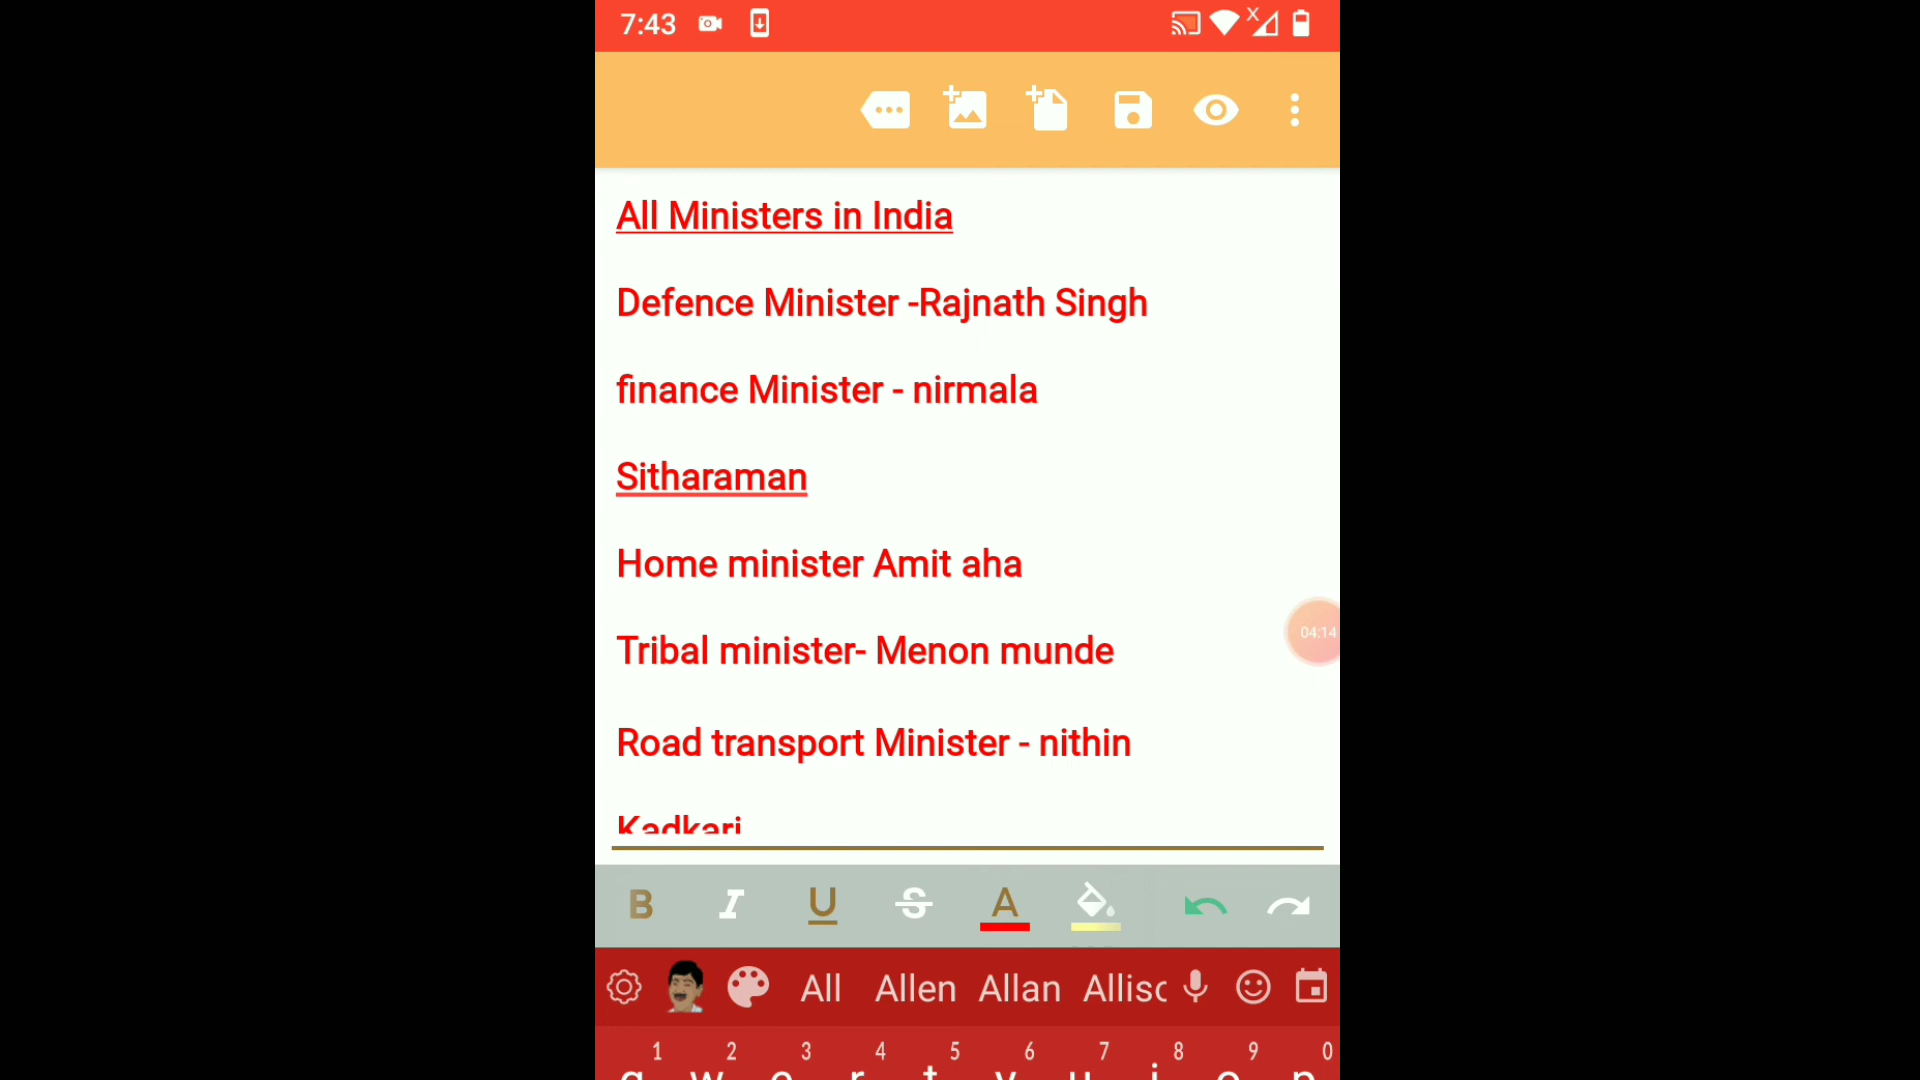 7:43
All Ministers in India
Defence Minister -Rajnath Singh
finance Minister - nirmala
Sitharaman
Home minister Amit aha
Tribal minister- Menon munde
04:14
Road transport Minister - nithin
Kadkari
B I U S A
All Allen Allan
1 2 3 4 5 6 7 8 9 0
q w e r t y u i o p